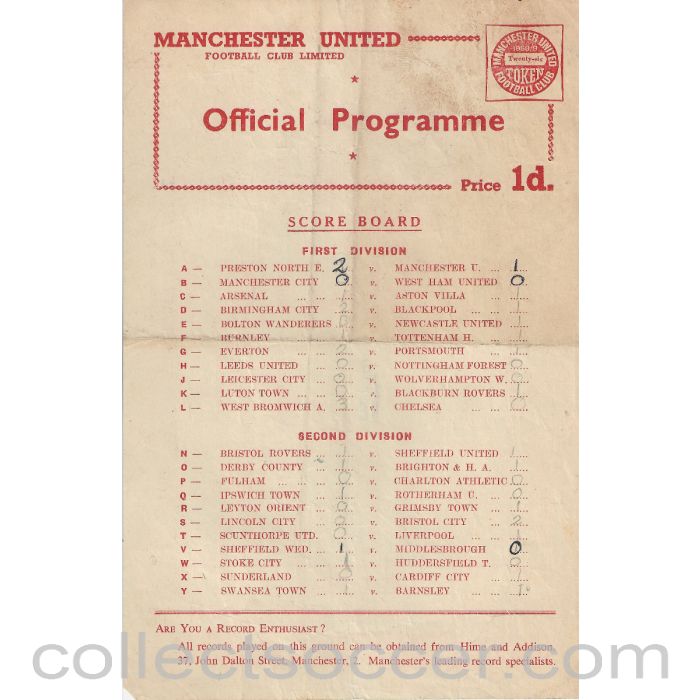 MANCHESTER UNITED
FOOTBALL CLUB LIMITED
MANCHESTER UNITED
Twenty-six
TOKEN
FOOTBALL CLUB
Official Programme
Price 1d.
SCORE BOARD
FIRST DIVISION
A — PRESTON NORTH E. 2 v. MANCHESTER U. ... 1
B — MANCHESTER CITY 0 v. WEST HAM UNITED 0
C — ARSENAL v. ASTON VILLA
D — BIRMINGHAM CITY v. BLACKPOOL
E — BOLTON WANDERERS v. NEWCASTLE UNITED
F — BURNLEY v. TOTTENHAM H.
G — EVERTON v. PORTSMOUTH
H — LEEDS UNITED v. NOTTINGHAM FOREST
J — LEICESTER CITY v. WOLVERHAMPTON W.
K — LUTON TOWN v. BLACKBURN ROVERS
L — WEST BROMWICH A. v. CHELSEA
SECOND DIVISION
N — BRISTOL ROVERS v. SHEFFIELD UNITED
O — DERBY COUNTY v. BRIGHTON & H. A.
P — FULHAM v. CHARLTON ATHLETIC
Q — IPSWICH TOWN v. ROTHERHAM U.
R — LEYTON ORIENT v. GRIMSBY TOWN
S — LINCOLN CITY v. BRISTOL CITY
T — SCUNTHORPE UTD. v. LIVERPOOL
V — SHEFFIELD WED. 1 v. MIDDLESBROUGH 0
W — STOKE CITY v. HUDDERSFIELD T.
X — SUNDERLAND v. CARDIFF CITY
Y — SWANSEA TOWN v. BARNSLEY
ARE YOU A RECORD ENTHUSIAST?
All records played on this ground can be obtained from Hime and Addison,
37, John Dalton Street, Manchester, 2. Manchester's leading record specialists.
collectsoccer.com